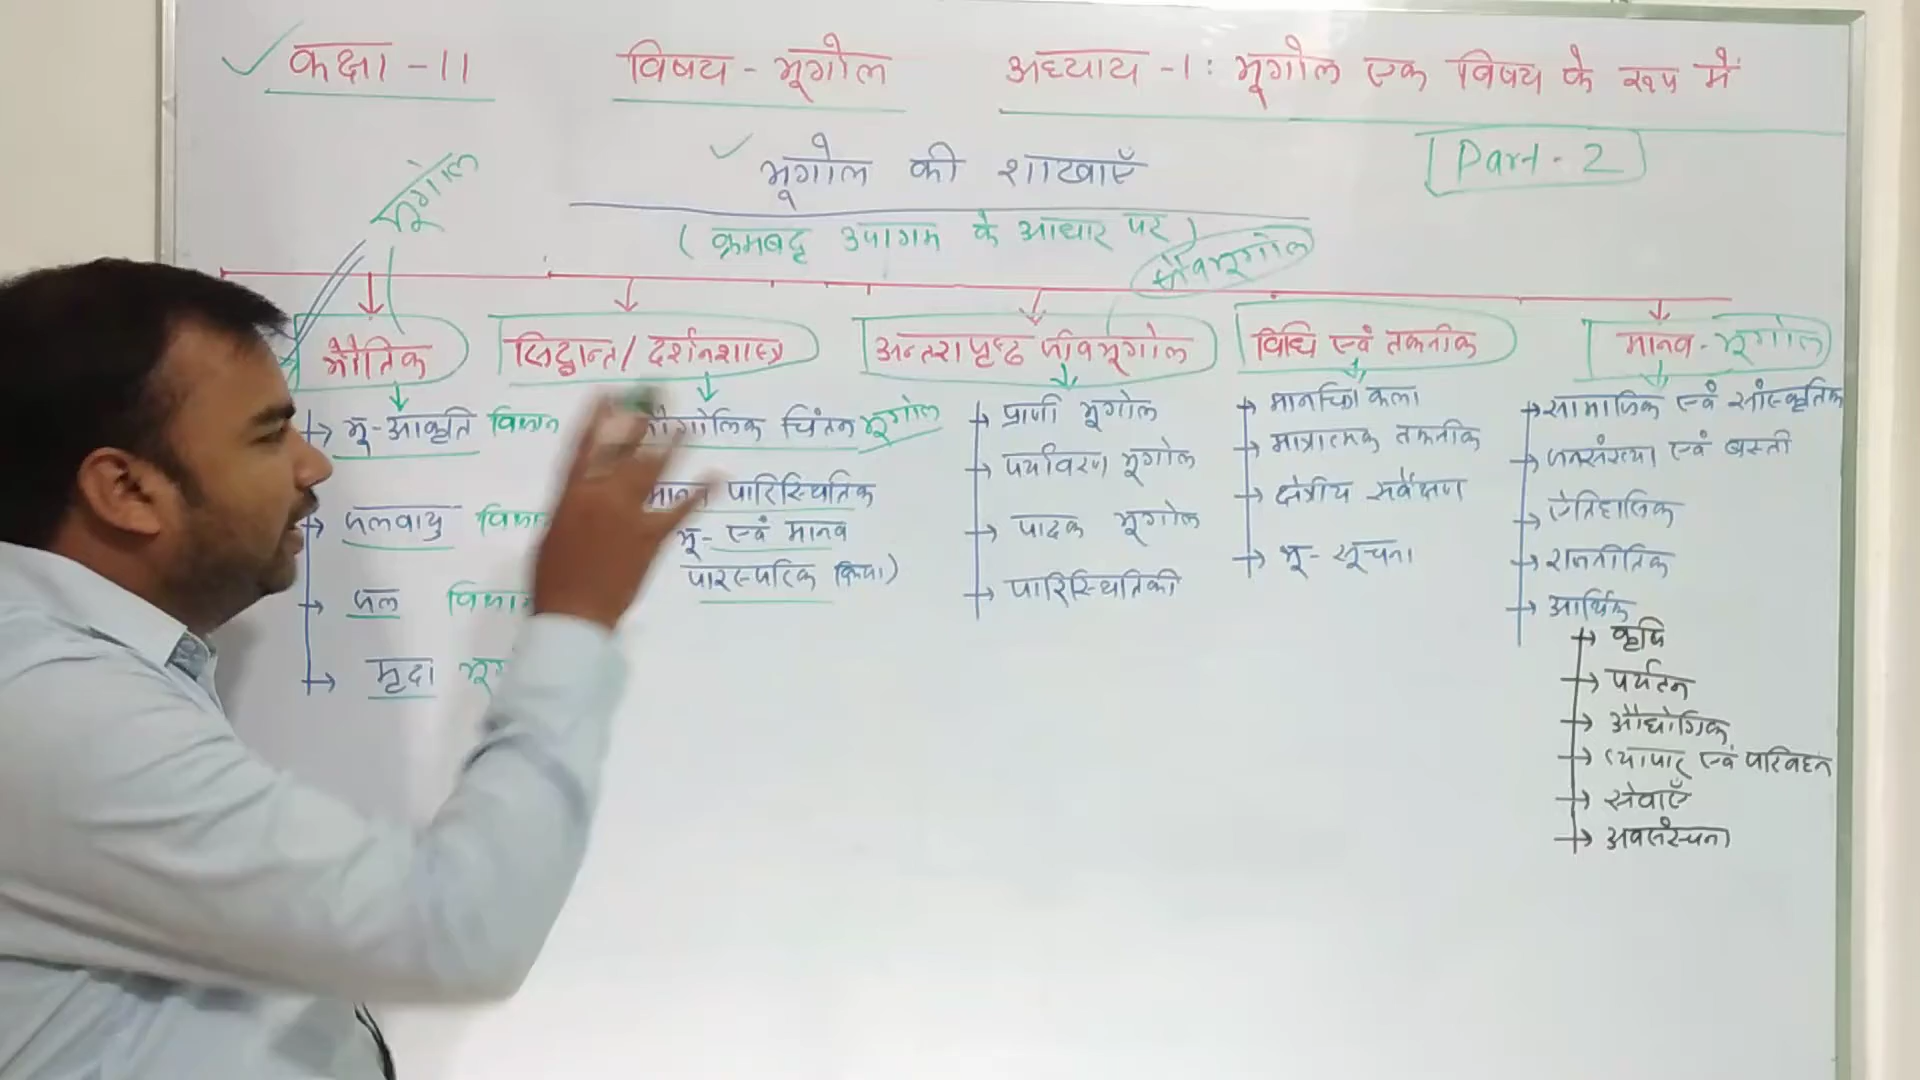 कक्षा -11 विषय - भूगोल अध्याय -1: भूगोल एक विषय के रूप में
भूगोल की शाखाएँ
Part-2
भूगोल
( क्रमबद्ध उपागम के आधार पर )
जैवभूगोल
भौतिक
भू-आकृति विज्ञान
जलवायु
जल
मृदा
सिद्धान्त/दर्शनशास्त्र
चिंतन भूगोल
मानव पारिस्थितिक
भू- एवं मानव
पारस्परिक क्रिया)
अन्तरापृष्ठ जीवभूगोल
प्राणी भूगोल
पर्यावरण भूगोल
पादक भूगोल
पारिस्थितिकी
विधि एवं तकनीक
मानचित्र कला
मात्रात्मक तकनीक
क्षेत्रीय सर्वेक्षण
भू-सूचना
मानव-भूगोल
सामाजिक एवं सांस्कृतिक
जनसंख्या एवं बस्ती
ऐतिहासिक
राजनीतिक
आर्थिक
कृषि
पर्यटन
औद्योगिक
व्यापार एवं परिवहन
सेवाएँ
अवसंरचना